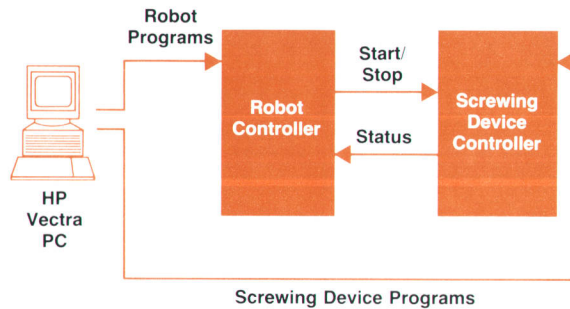 Robot
Programs
Start/
Stop
Robot
Controller
Screwing
Device
Controller
Status
HP
Vectra
PC
Screwing Device Programs